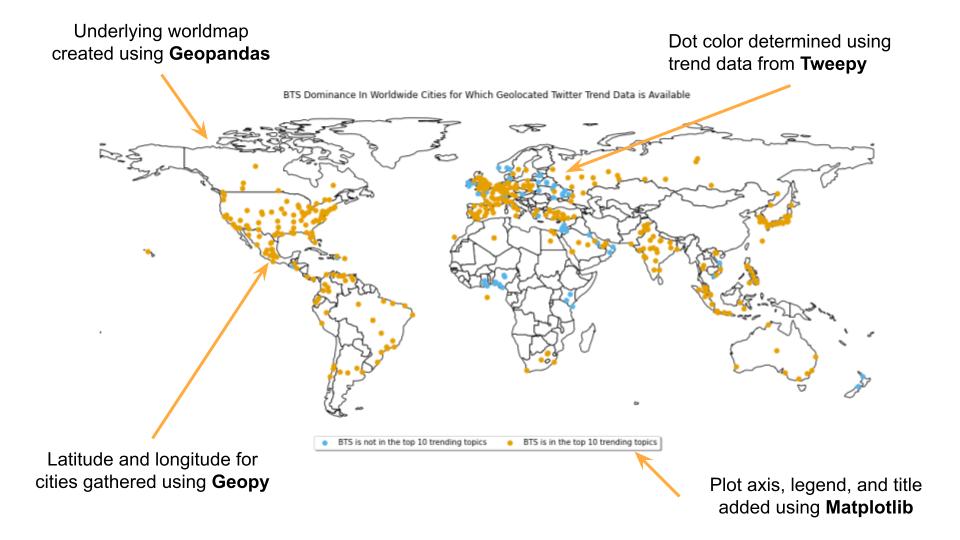 Underlying worldmap
created using Geopandas
Dot color determined using
trend data from Tweepy
BTS Dominance In Worldwide Cities for Which Geolocated Twitter Trend Data is Available
BTS is not in the top 10 trending topics
BTS is in the top 10 trending topics
Latitude and longitude for
cities gathered using Geopy
Plot axis, legend, and title
added using Matplotlib